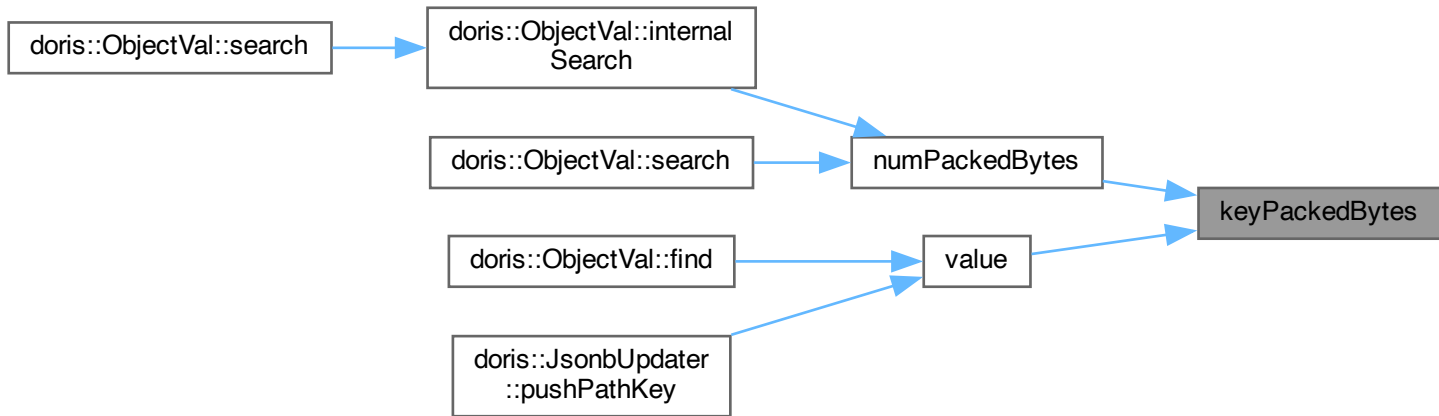 doris::ObjectVal::search
doris::ObjectVal::internal
Search
doris::ObjectVal::search
numPackedBytes
keyPackedBytes
doris::ObjectVal::find
value
doris::JsonbUpdater
::pushPathKey